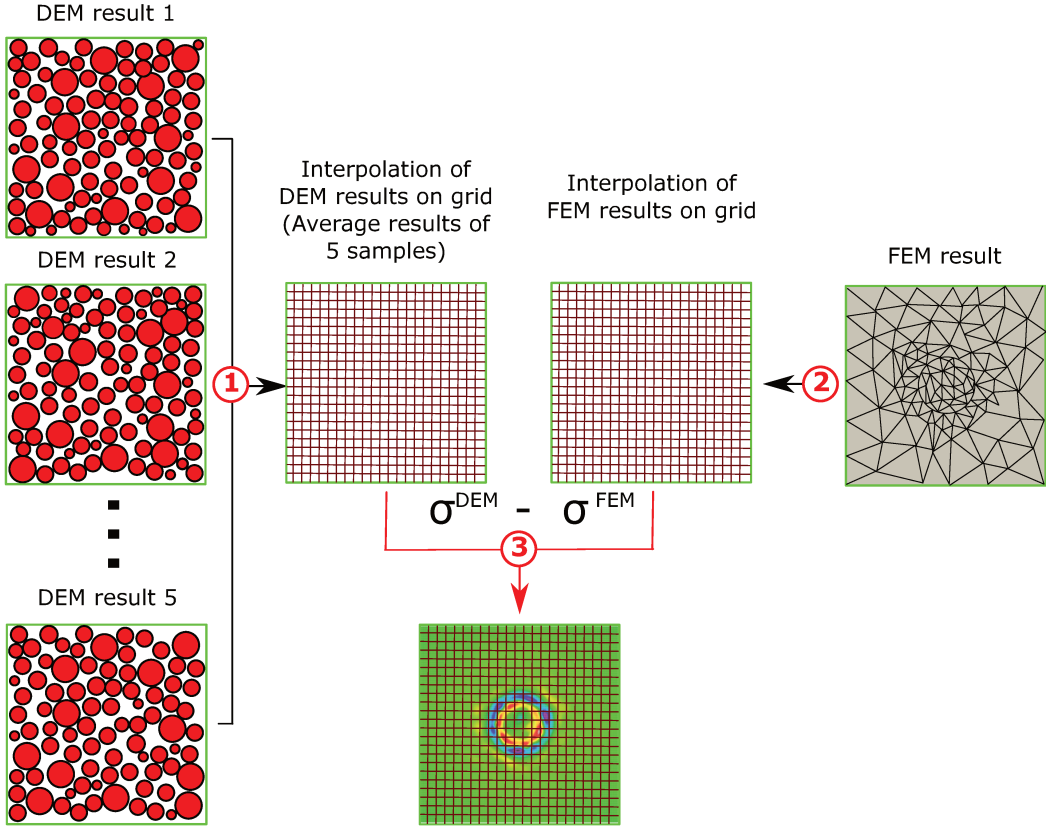 DEM result 1
Interpolation of
DEM results on grid
(Average results of
5 samples)
Interpolation of
FEM results on grid
DEM result 2
FEM result
1
2
σDEM - σFEM
3
DEM result 5